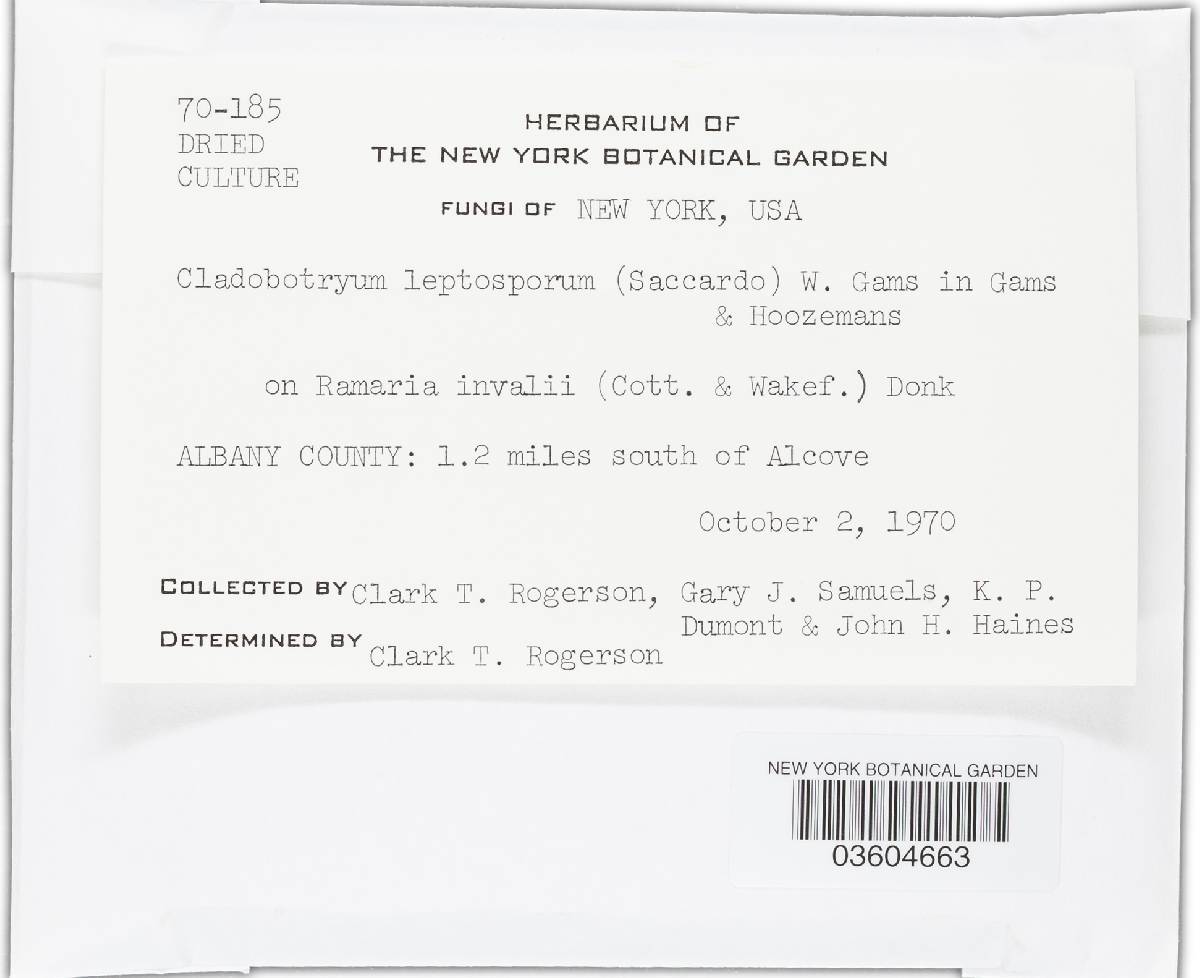 70-185
DRIED
CULTURE
HERBARIUM OF
THE NEW YORK BOTANICAL GARDEN
FUNGI OF NEW YORK, USA
Cladobotryum leptosporum (Saccardo) W. Gams in Gams
& Hoozemans
on Ramaria invalii (Cott. & Wakef.) Donk
ALBANY COUNTY: 1.2 miles south of Alcove
October 2, 1970
COLLECTED BY Clark T. Rogerson, Gary J. Samuels, K. P.
Dumont & John H. Haines
DETERMINED BY Clark T. Rogerson
NEW YORK BOTANICAL GARDEN
03604663